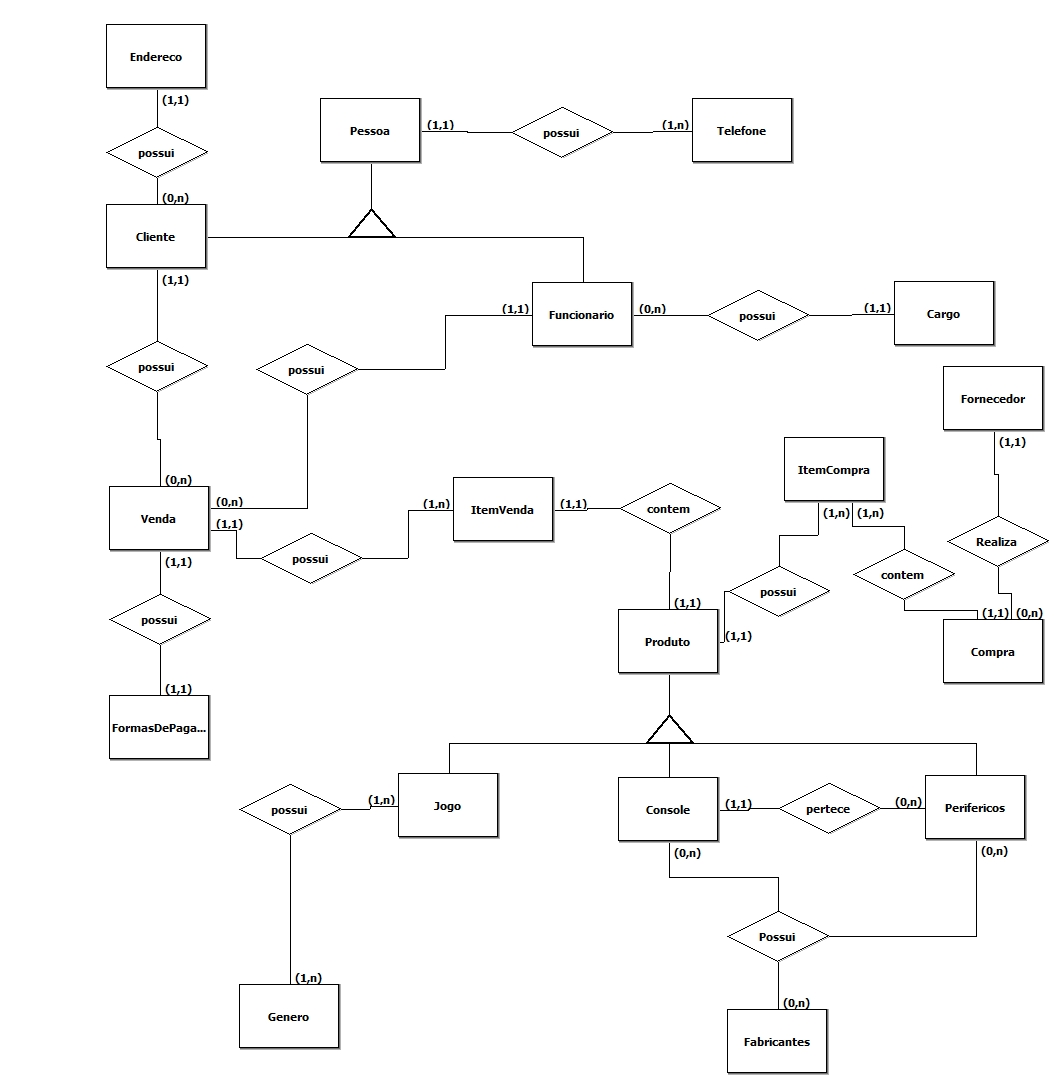 Endereco
(1,1)
possui
(0,n)
Cliente
(1,1)
Pessoa
(1,1)
possui
(1,n)
Telefone
(1,1)
Funcionario
(0,n)
possui
(1,1)
Cargo
possui
possui
(0,n)
Venda
(0,n)
(1,1)
(1,1)
possui
(1,n)
ItemVenda
(1,1)
contem
(1,1)
Produto
(1,1)
possui
ItemCompra
(1,n)
(1,n)
contem
Fornecedor
(1,1)
Realiza
(1,1)
(0,n)
Compra
possui
(1,1)
FormasDePaga...
possui
(1,n)
Jogo
Console
(1,1)
pertece
(0,n)
Perifericos
(0,n)
(0,n)
Possui
(1,n)
Genero
(0,n)
Fabricantes